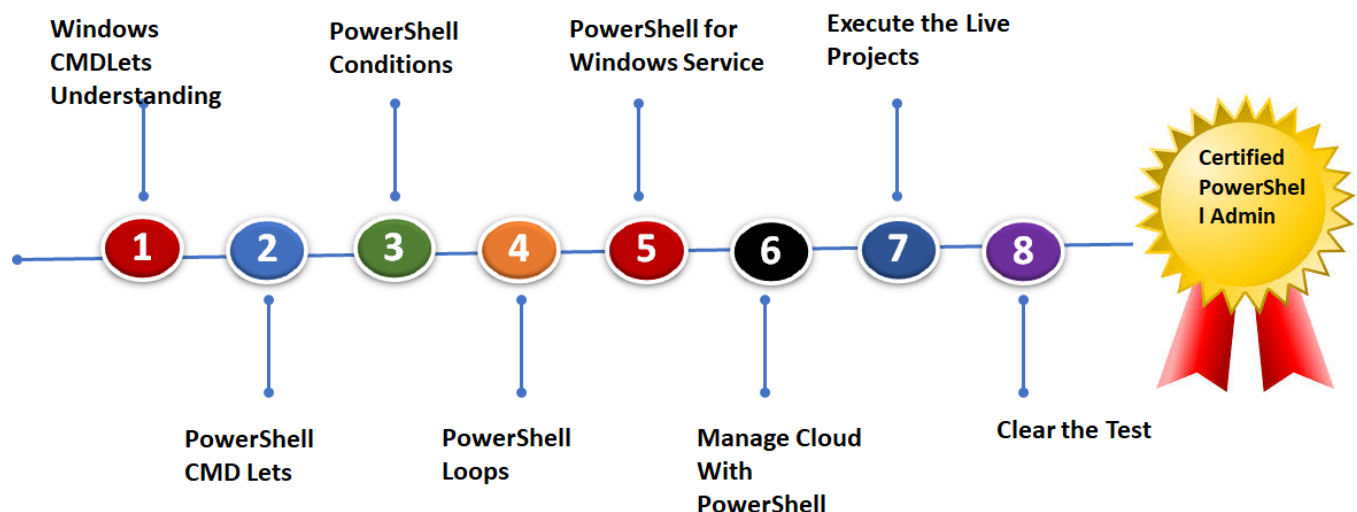 Windows
CMDLets
Understanding
1
PowerShell
CMD Lets
2
PowerShell
Conditions
3
PowerShell
Loops
4
PowerShell for
Windows Service
5
Manage Cloud
With
PowerShell
6
Execute the Live
Projects
7
Clear the Test
8
Certified
PowerShel
l Admin